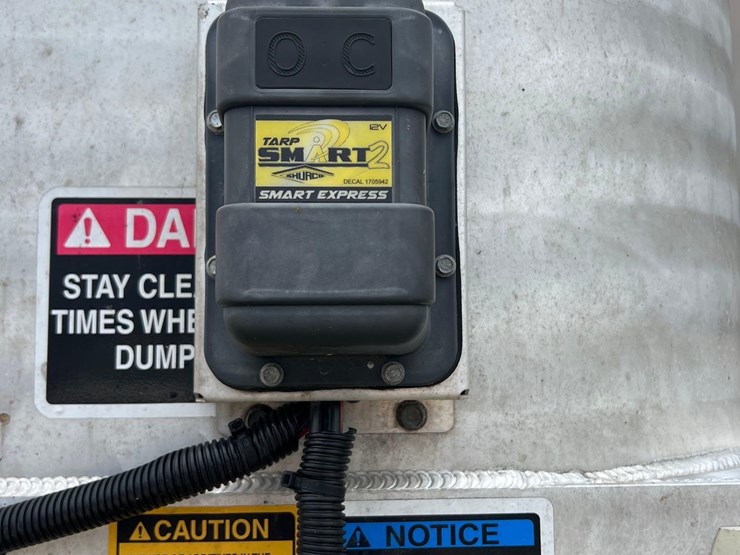 O C
12V
TARP
SMART2
SHURCO
DECAL 1705942
SMART EXPRESS
DA
STAY CLE
TIMES WHE
DUMP
CAUTION
NOTICE